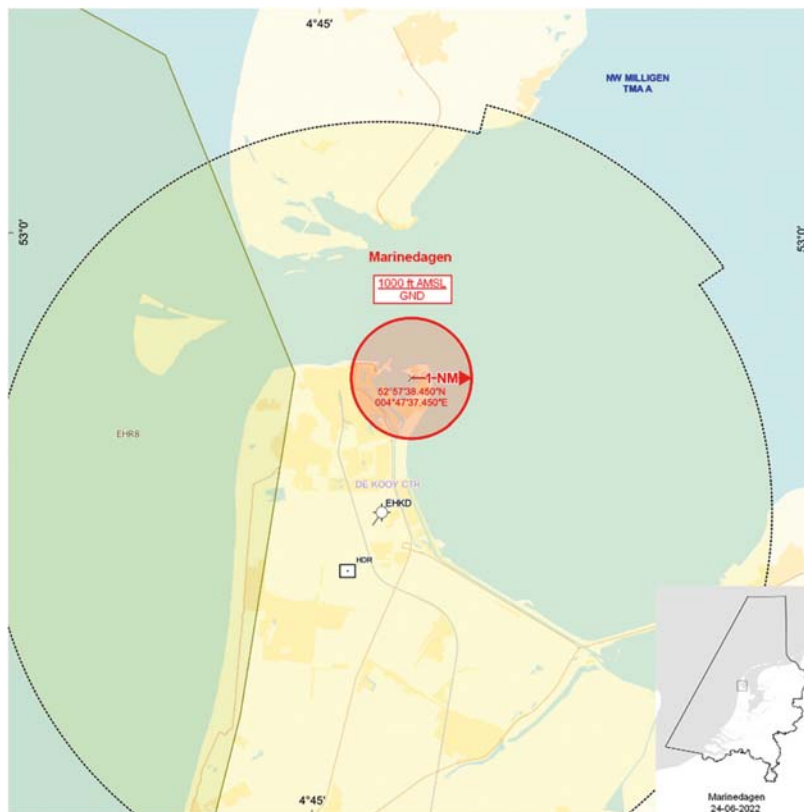 4°45'
NW MILLIGEN
TMA A
53°0'
53°0'
Marinedagen
1000 ft AMSL
GND
1 NM
52°57'38.450"N
004°47'37.450"E
EHR8
DE KOOY CTR
EHKD
HDR
4°45'
Marinedagen
24-06-2022